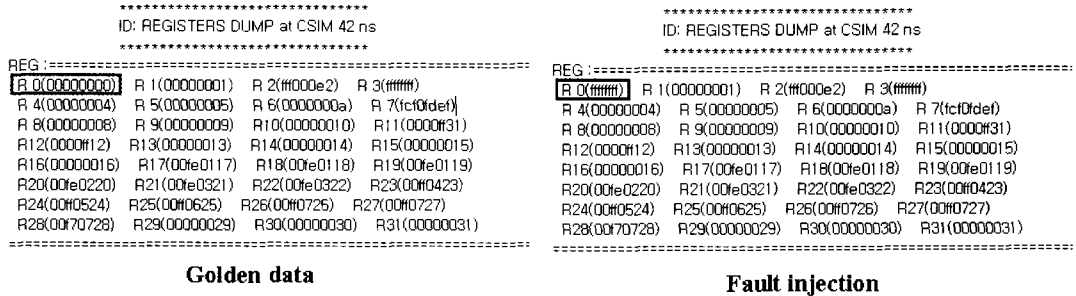 *******************************
ID: REGISTERS DUMP at CSIM 42 ns
*******************************
REG :==================================================
R 0(00000000) R 1(00000001) R 2(fff000e2) R 3(ffffffff)
R 4(00000004) R 5(00000005) R 6(0000000a) R 7(fcf0fdef)
R 8(00000008) R 9(00000009) R10(00000010) R11(0000ff31)
R12(0000ff12) R13(00000013) R14(00000014) R15(00000015)
R16(00000016) R17(00fe0117) R18(00fe0118) R19(00fe0119)
R20(00fe0220) R21(00fe0321) R22(00fe0322) R23(00ff0423)
R24(00ff0524) R25(00ff0625) R26(00ff0726) R27(00ff0727)
R28(00f70728) R29(00000029) R30(00000030) R31(00000031)
==================================================
Golden data
*******************************
ID: REGISTERS DUMP at CSIM 42 ns
*******************************
REG :==================================================
R 0(ffffffff) R 1(00000001) R 2(fff000e2) R 3(ffffffff)
R 4(00000004) R 5(00000005) R 6(0000000a) R 7(fcf0fdef)
R 8(00000008) R 9(00000009) R10(00000010) R11(0000ff31)
R12(0000ff12) R13(00000013) R14(00000014) R15(00000015)
R16(00000016) R17(00fe0117) R18(00fe0118) R19(00fe0119)
R20(00fe0220) R21(00fe0321) R22(00fe0322) R23(00ff0423)
R24(00ff0524) R25(00ff0625) R26(00ff0726) R27(00ff0727)
R28(00f70728) R29(00000029) R30(00000030) R31(00000031)
==================================================
Fault injection